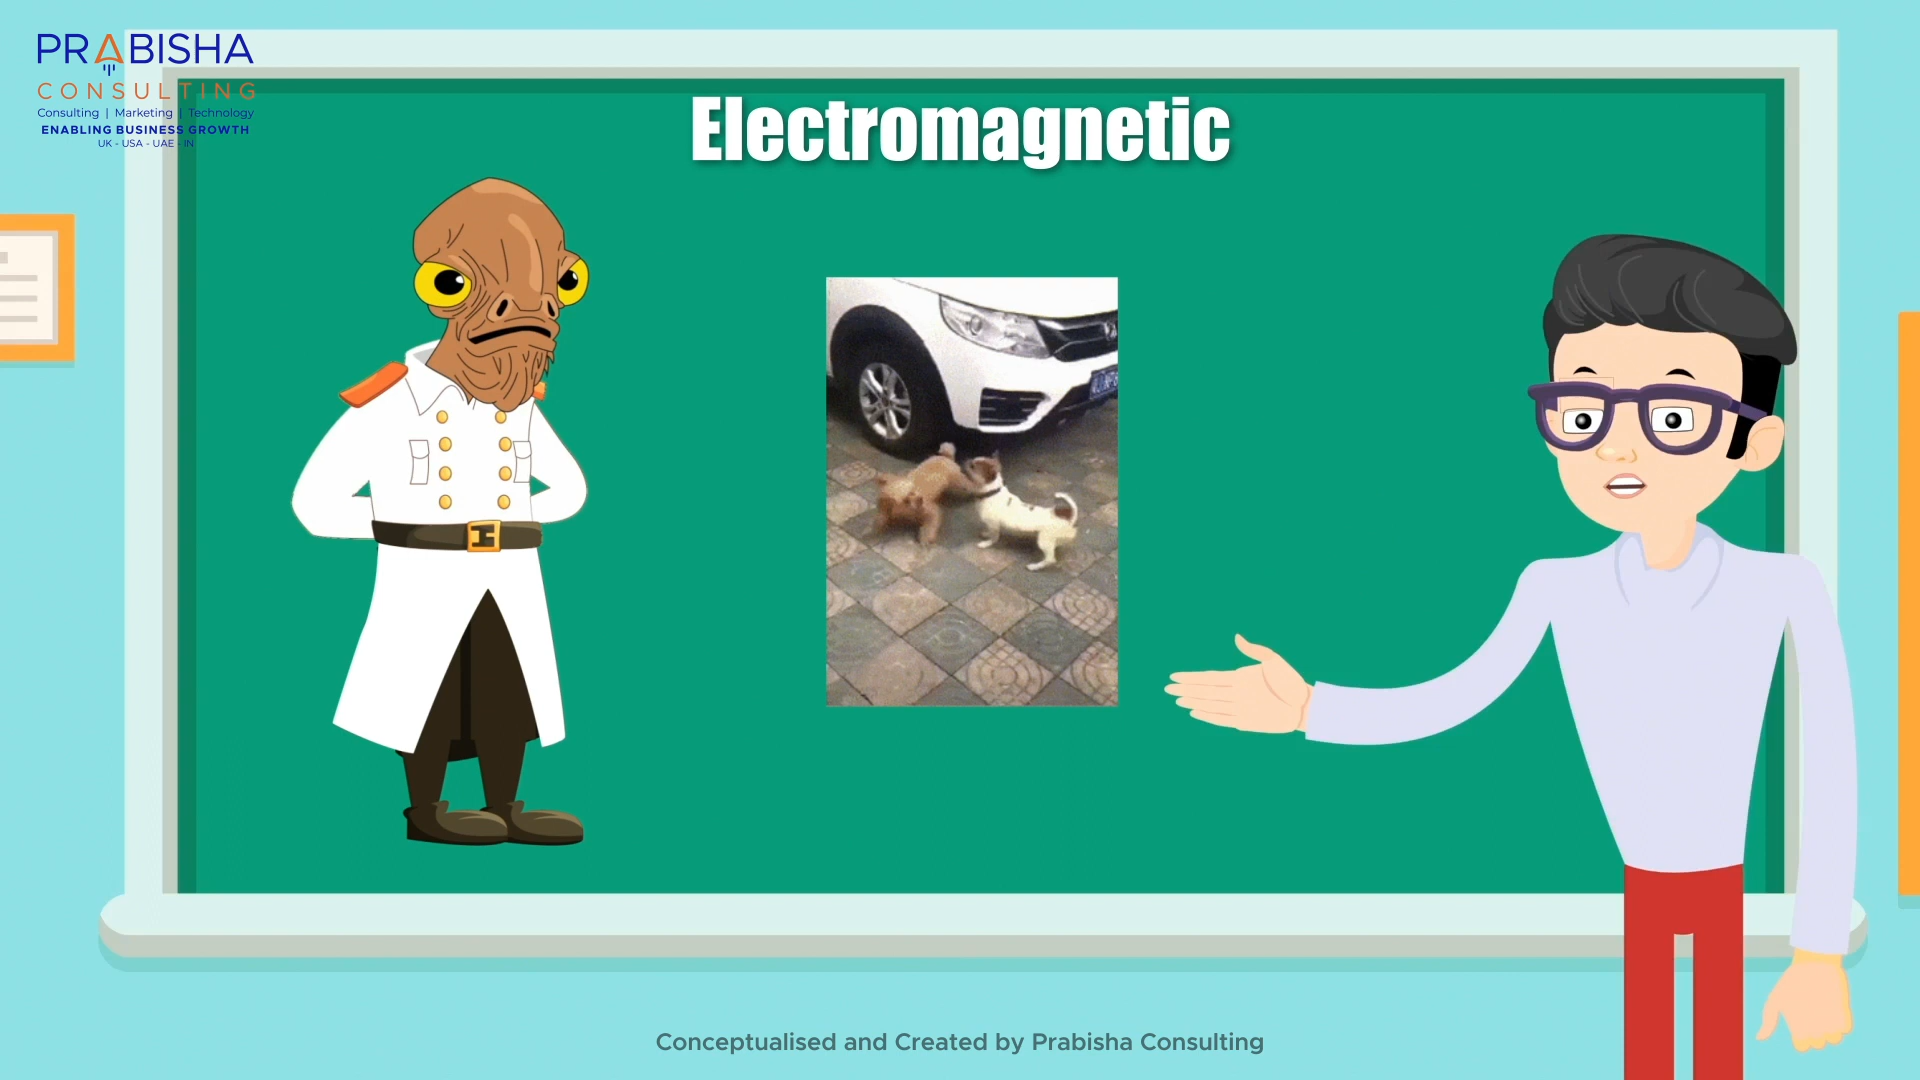 PRABISHA
CONSULTING
Consulting | Marketing | Technology
ENABLING BUSINESS GROWTH
UK - USA - UAE - IN
Electromagnetic
Conceptualised and Created by Prabisha Consulting